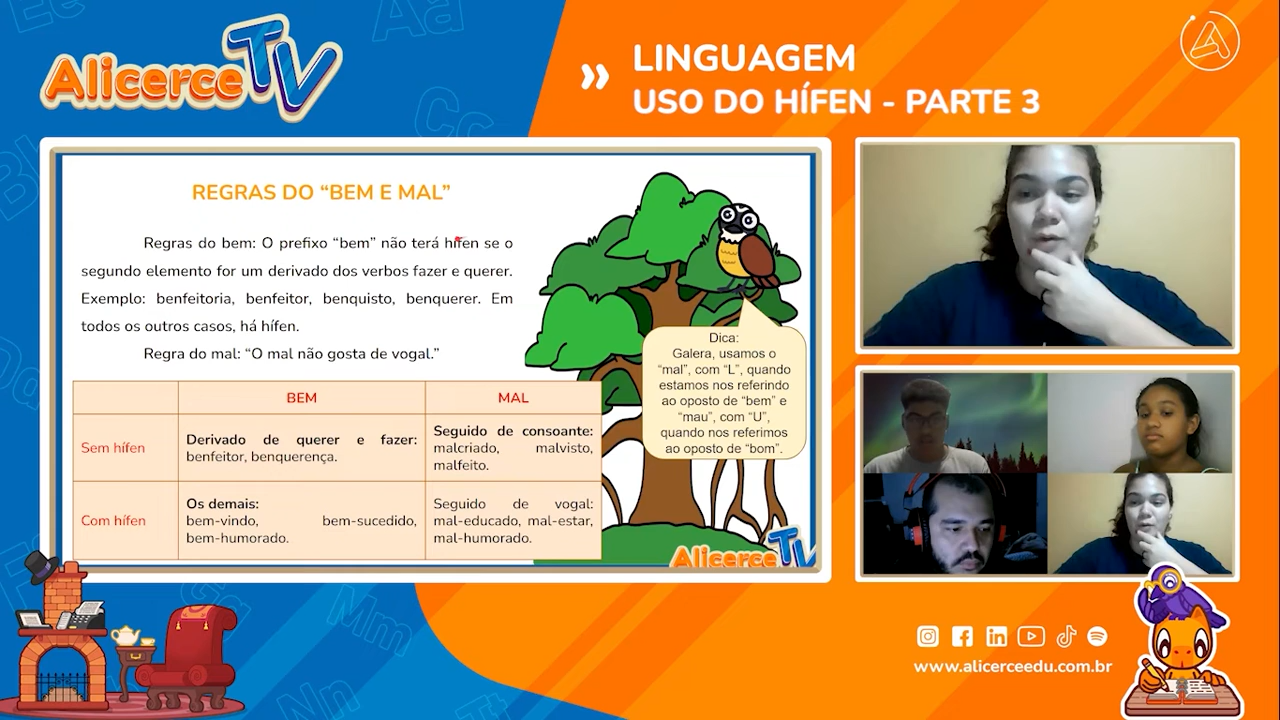 AlicerceTV
LINGUAGEM
USO DO HÍFEN - PARTE 3
REGRAS DO “BEM E MAL”
Regras do bem: O prefixo “bem” não terá hífen se o
segundo elemento for um derivado dos verbos fazer e querer.
Exemplo: benfeitoria, benfeitor, benquisto, benquerer. Em
todos os outros casos, há hífen.
Regra do mal: “O mal não gosta de vogal.”
BEM
MAL
Sem hífen
Derivado de querer e fazer:
benfeitor, benquerença.
Seguido de consoante:
malcriado, malvisto,
malfeito.
Com hífen
Os demais:
bem-vindo, bem-sucedido,
bem-humorado.
Seguido de vogal:
mal-educado, mal-estar,
mal-humorado.
Dica:
Galera, usamos o
“mal”, com “L”, quando
estamos nos referindo
ao oposto de “bem” e
“mau”, com “U”,
quando nos referimos
ao oposto de “bom”.
AlicerceTV
www.alicerceedu.com.br